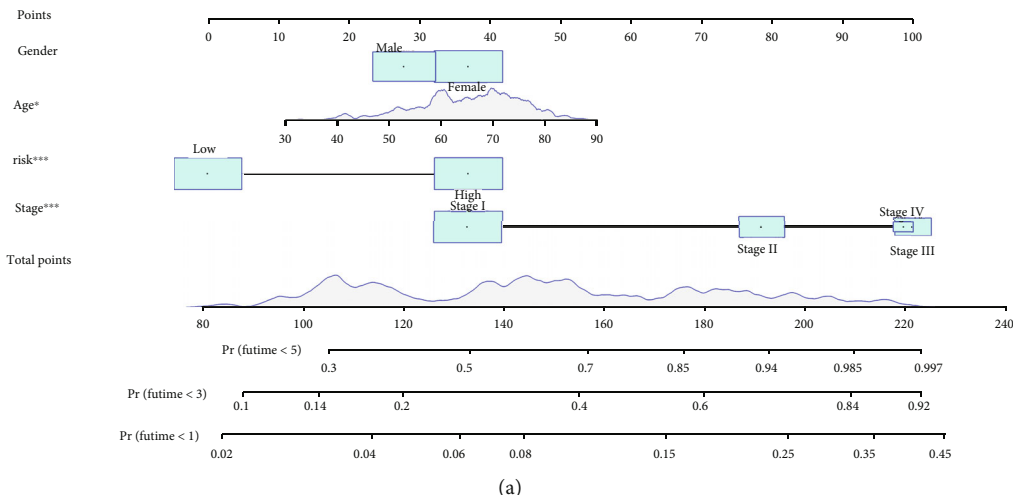 Points
0 10 20 30 40 50 60 70 80 90 100
Gender
Male
Female
Age*
30 40 50 60 70 80 90
risk***
Low
High
Stage***
Stage I
Stage IV
Stage II
Stage III
Total points
80 100 120 140 160 180 200 220 240
Pr (futime < 5)
0.3 0.5 0.7 0.85 0.94 0.985 0.997
Pr (futime < 3)
0.1 0.14 0.2 0.4 0.6 0.84 0.92
Pr (futime < 1)
0.02 0.04 0.06 0.08 0.15 0.25 0.35 0.45
(a)